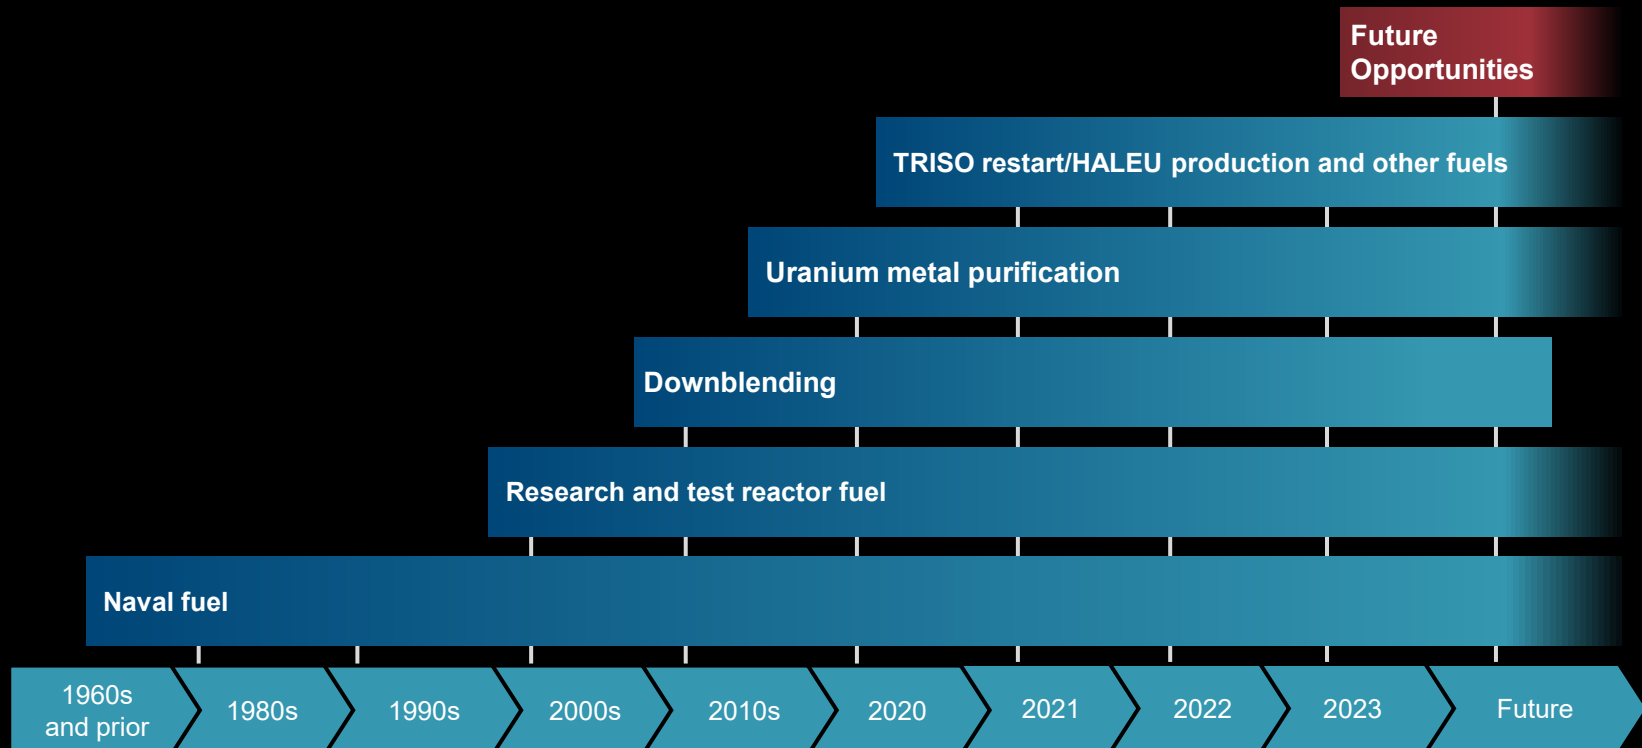 Future
Opportunities
TRISO restart/HALEU production and other fuels
Uranium metal purification
Downblending
Research and test reactor fuel
Naval fuel
1960s
and prior
1980s
1990s
2000s
2010s
2020
2021
2022
2023
Future